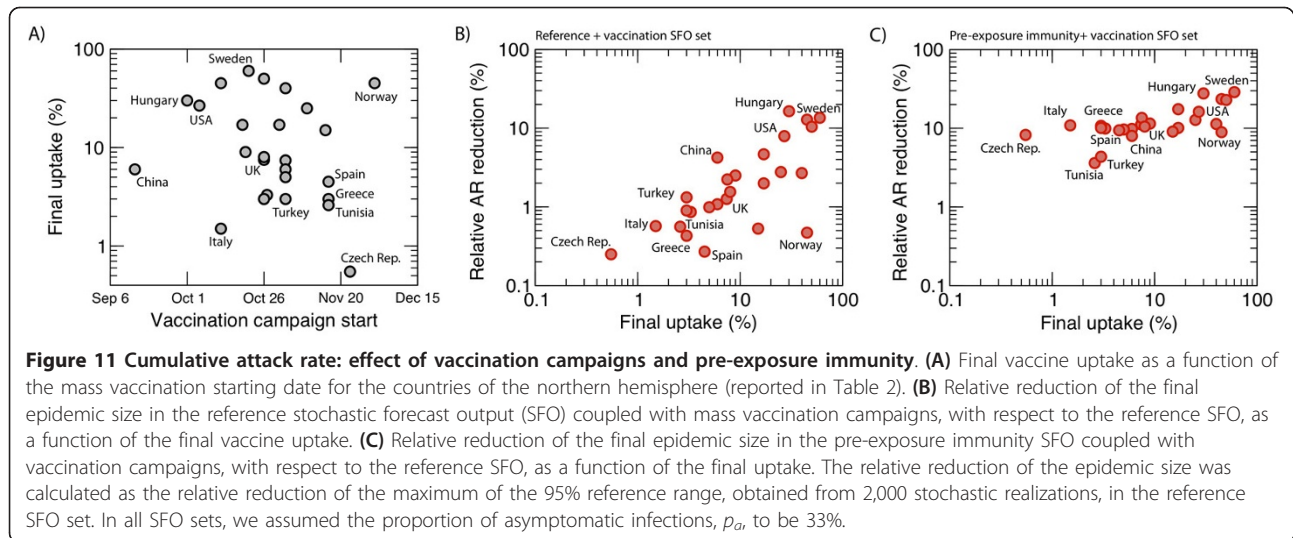 A)
100
10
1
Final uptake (%)
Sweden
Hungary
USA
Norway
China
UK
Spain
Greece
Turkey
Tunisia
Italy
Czech Rep.
Sep 6
Oct 1
Oct 26
Nov 20
Dec 15
Vaccination campaign start
B)
Reference + vaccination SFO set
100
10
1
0.1
Relative AR reduction (%)
Hungary
Sweden
USA
China
Turkey
UK
Italy
Tunisia
Czech Rep.
Greece
Spain
Norway
0.1
1
10
100
Final uptake (%)
C)
Pre-exposure immunity+ vaccination SFO set
100
10
1
0.1
Relative AR reduction (%)
Hungary
Sweden
Italy
Greece
USA
Czech Rep.
Spain
UK
China
Norway
Turkey
Tunisia
0.1
1
10
100
Final uptake (%)
Figure 11 Cumulative attack rate: effect of vaccination campaigns and pre-exposure immunity. (A) Final vaccine uptake as a function of
the mass vaccination starting date for the countries of the northern hemisphere (reported in Table 2). (B) Relative reduction of the final
epidemic size in the reference stochastic forecast output (SFO) coupled with mass vaccination campaigns, with respect to the reference SFO, as
a function of the final vaccine uptake. (C) Relative reduction of the final epidemic size in the pre-exposure immunity SFO coupled with
vaccination campaigns, with respect to the reference SFO, as a function of the final uptake. The relative reduction of the epidemic size was
calculated as the relative reduction of the maximum of the 95% reference range, obtained from 2,000 stochastic realizations, in the reference
SFO set. In all SFO sets, we assumed the proportion of asymptomatic infections, pa, to be 33%.